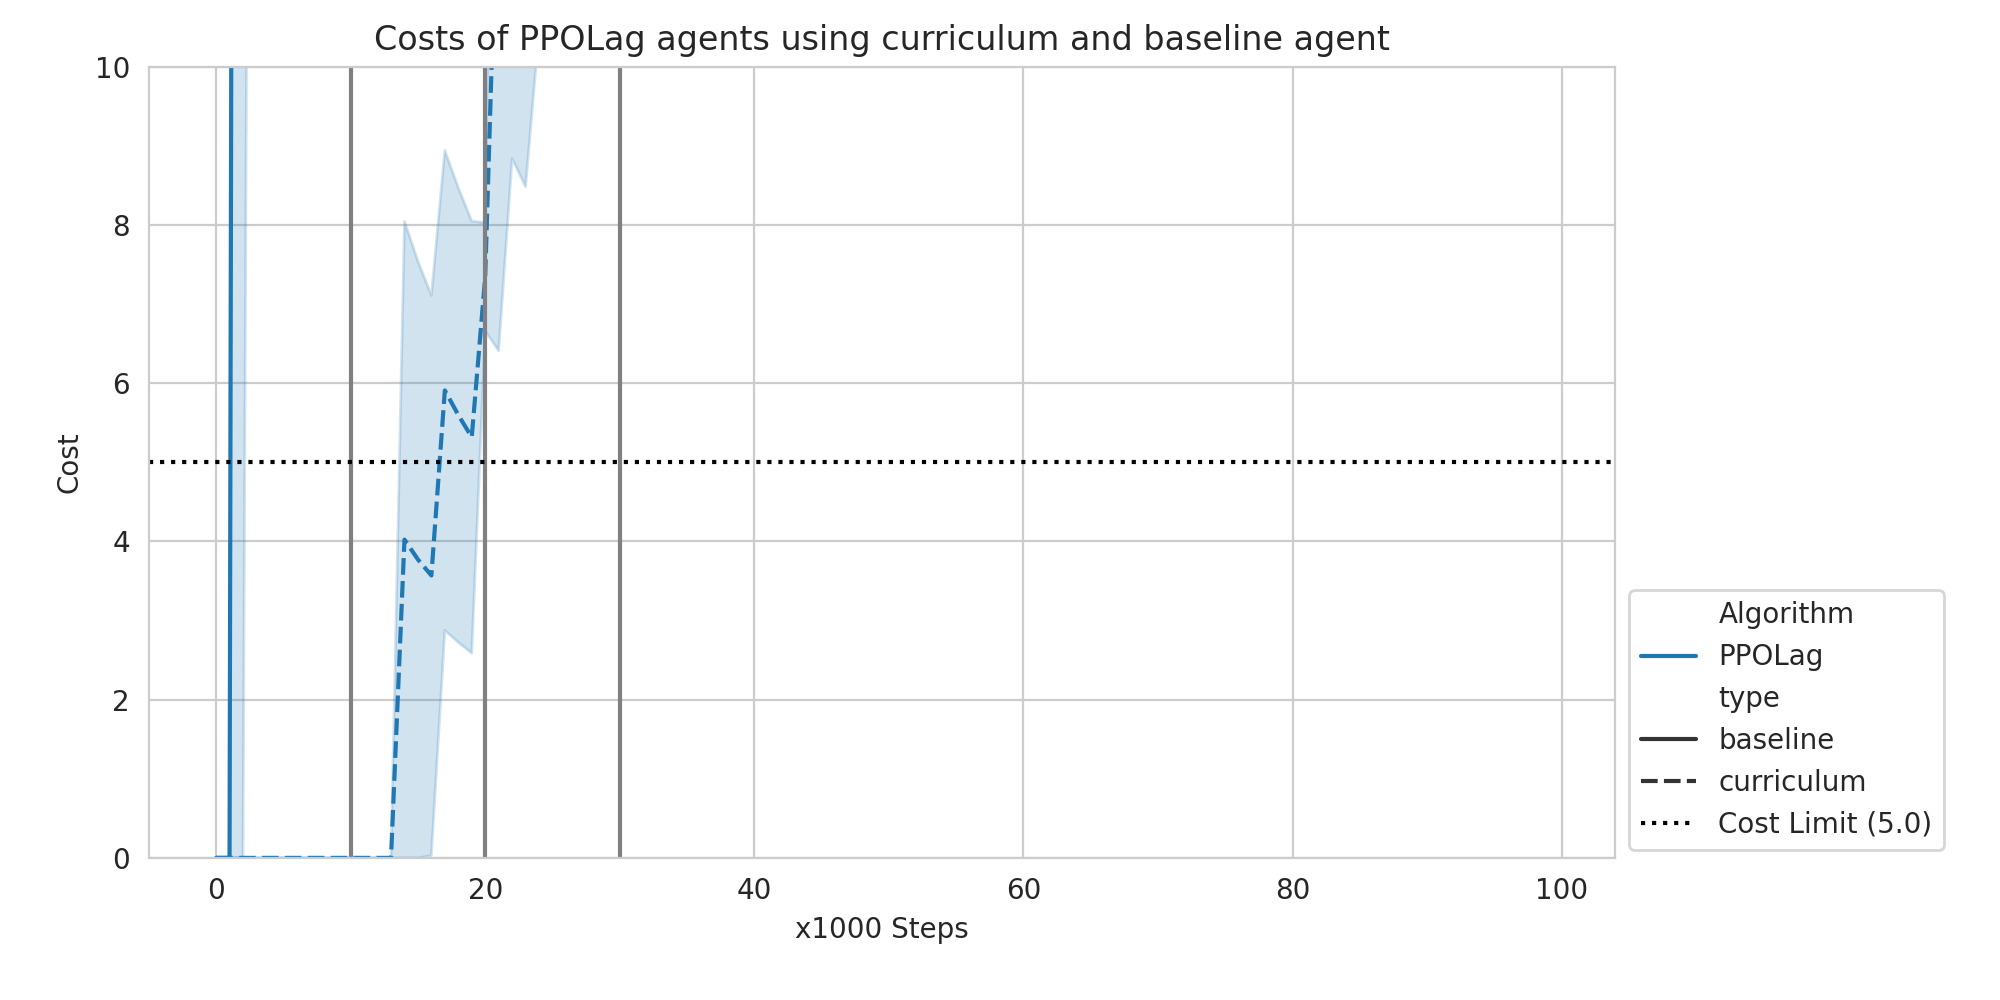 Costs of PPOLag agents using curriculum and baseline agent
10
8
6
4
2
0
Cost
0 20 40 60 80 100
x1000 Steps
Algorithm
PPOLag
type
baseline
curriculum
Cost Limit (5.0)